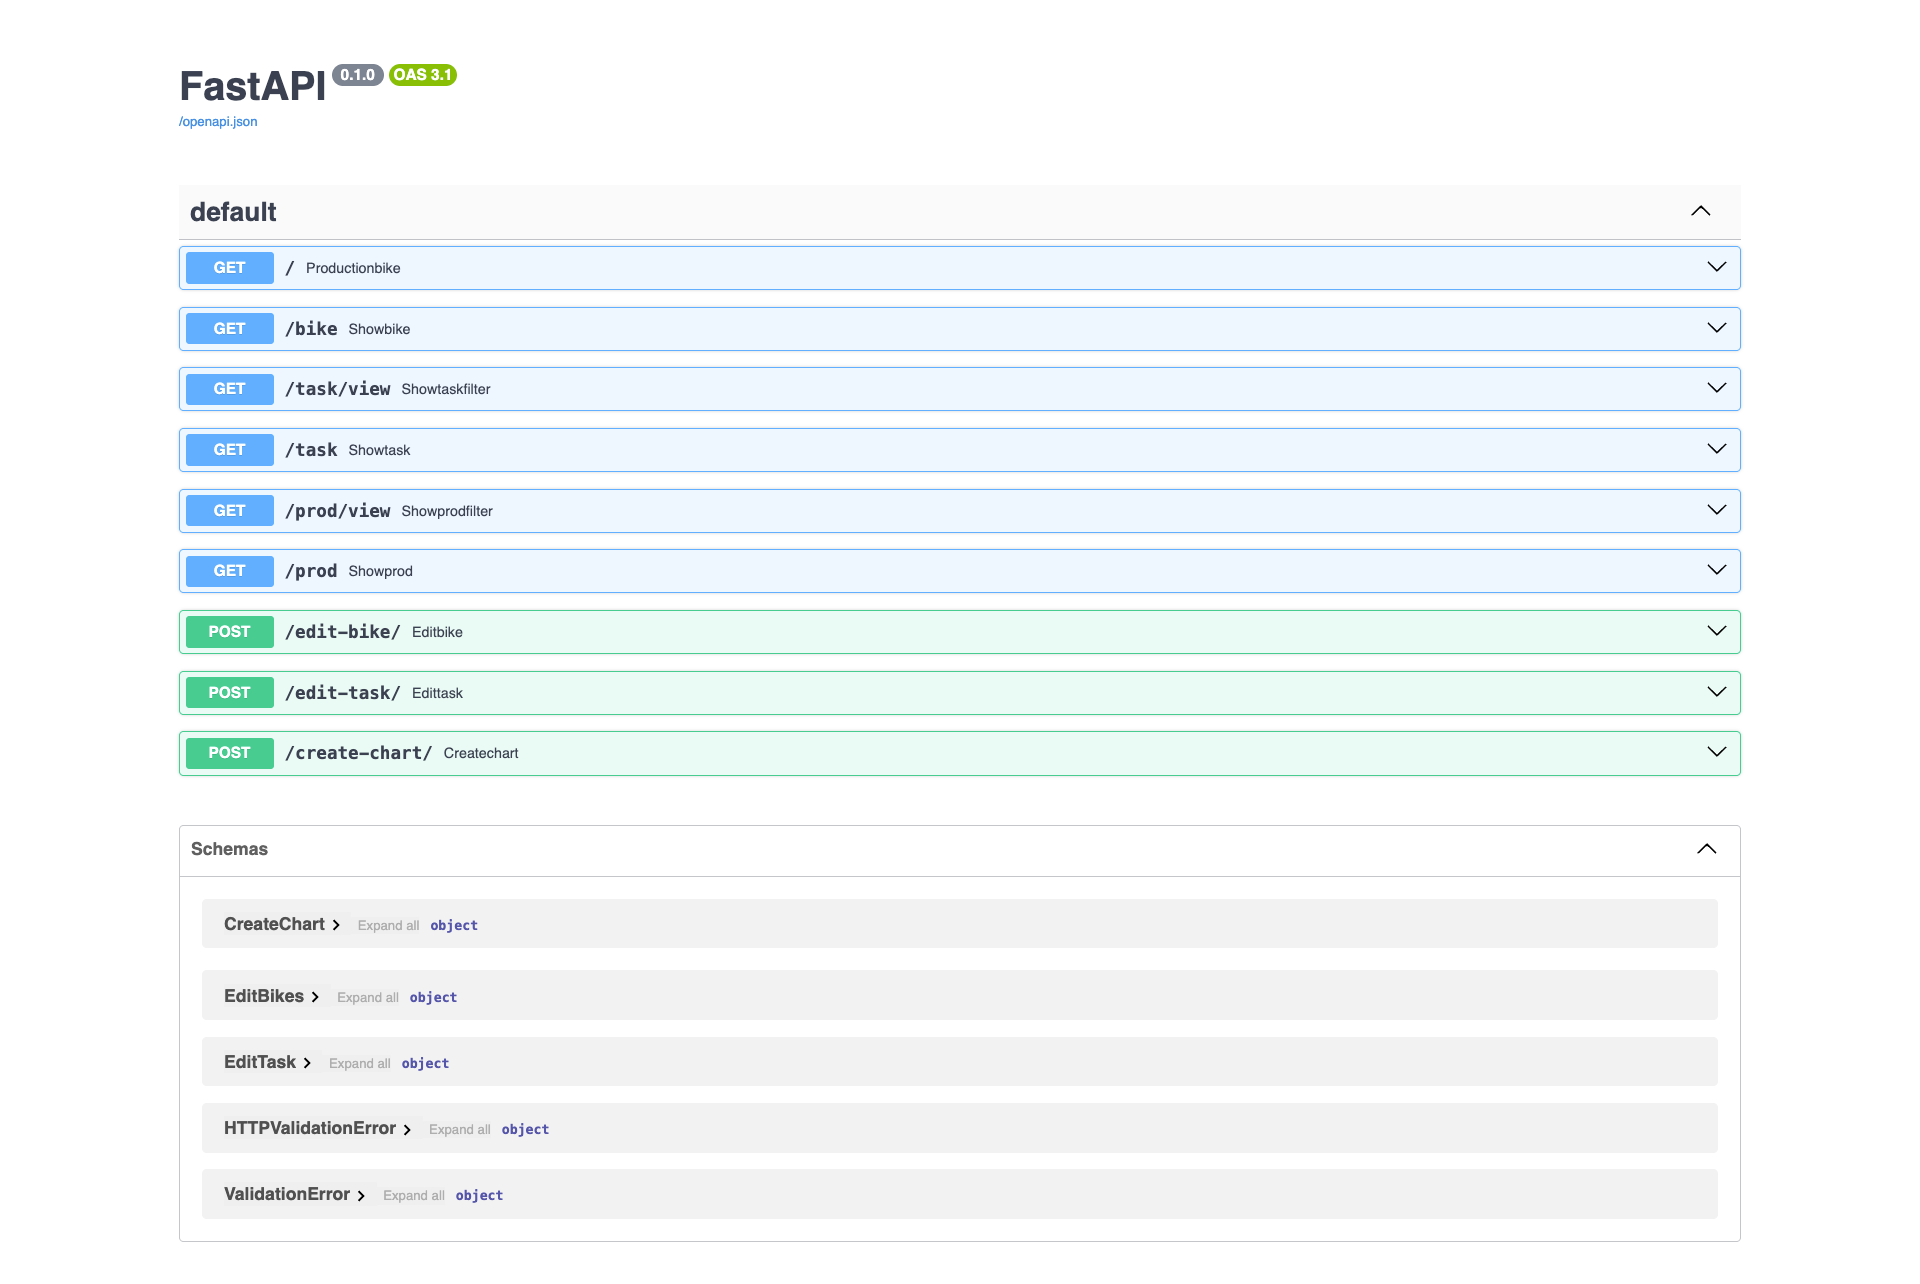 FastAPI 0.1.0 OAS 3.1
/openapi.json
default
GET / Productionbike
GET /bike Showbike
GET /task/view Showtaskfilter
GET /task Showtask
GET /prod/view Showprodfilter
GET /prod Showprod
POST /edit-bike/ Editbike
POST /edit-task/ Edittask
POST /create-chart/ Createchart
Schemas
CreateChart Expand all object
EditBikes Expand all object
EditTask Expand all object
HTTPValidationError Expand all object
ValidationError Expand all object